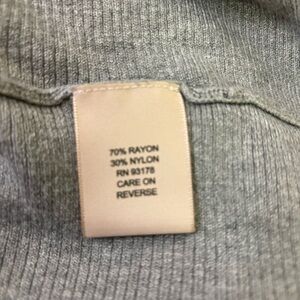 70% RAYON
30% NYLON
RN 93178
CARE ON
REVERSE